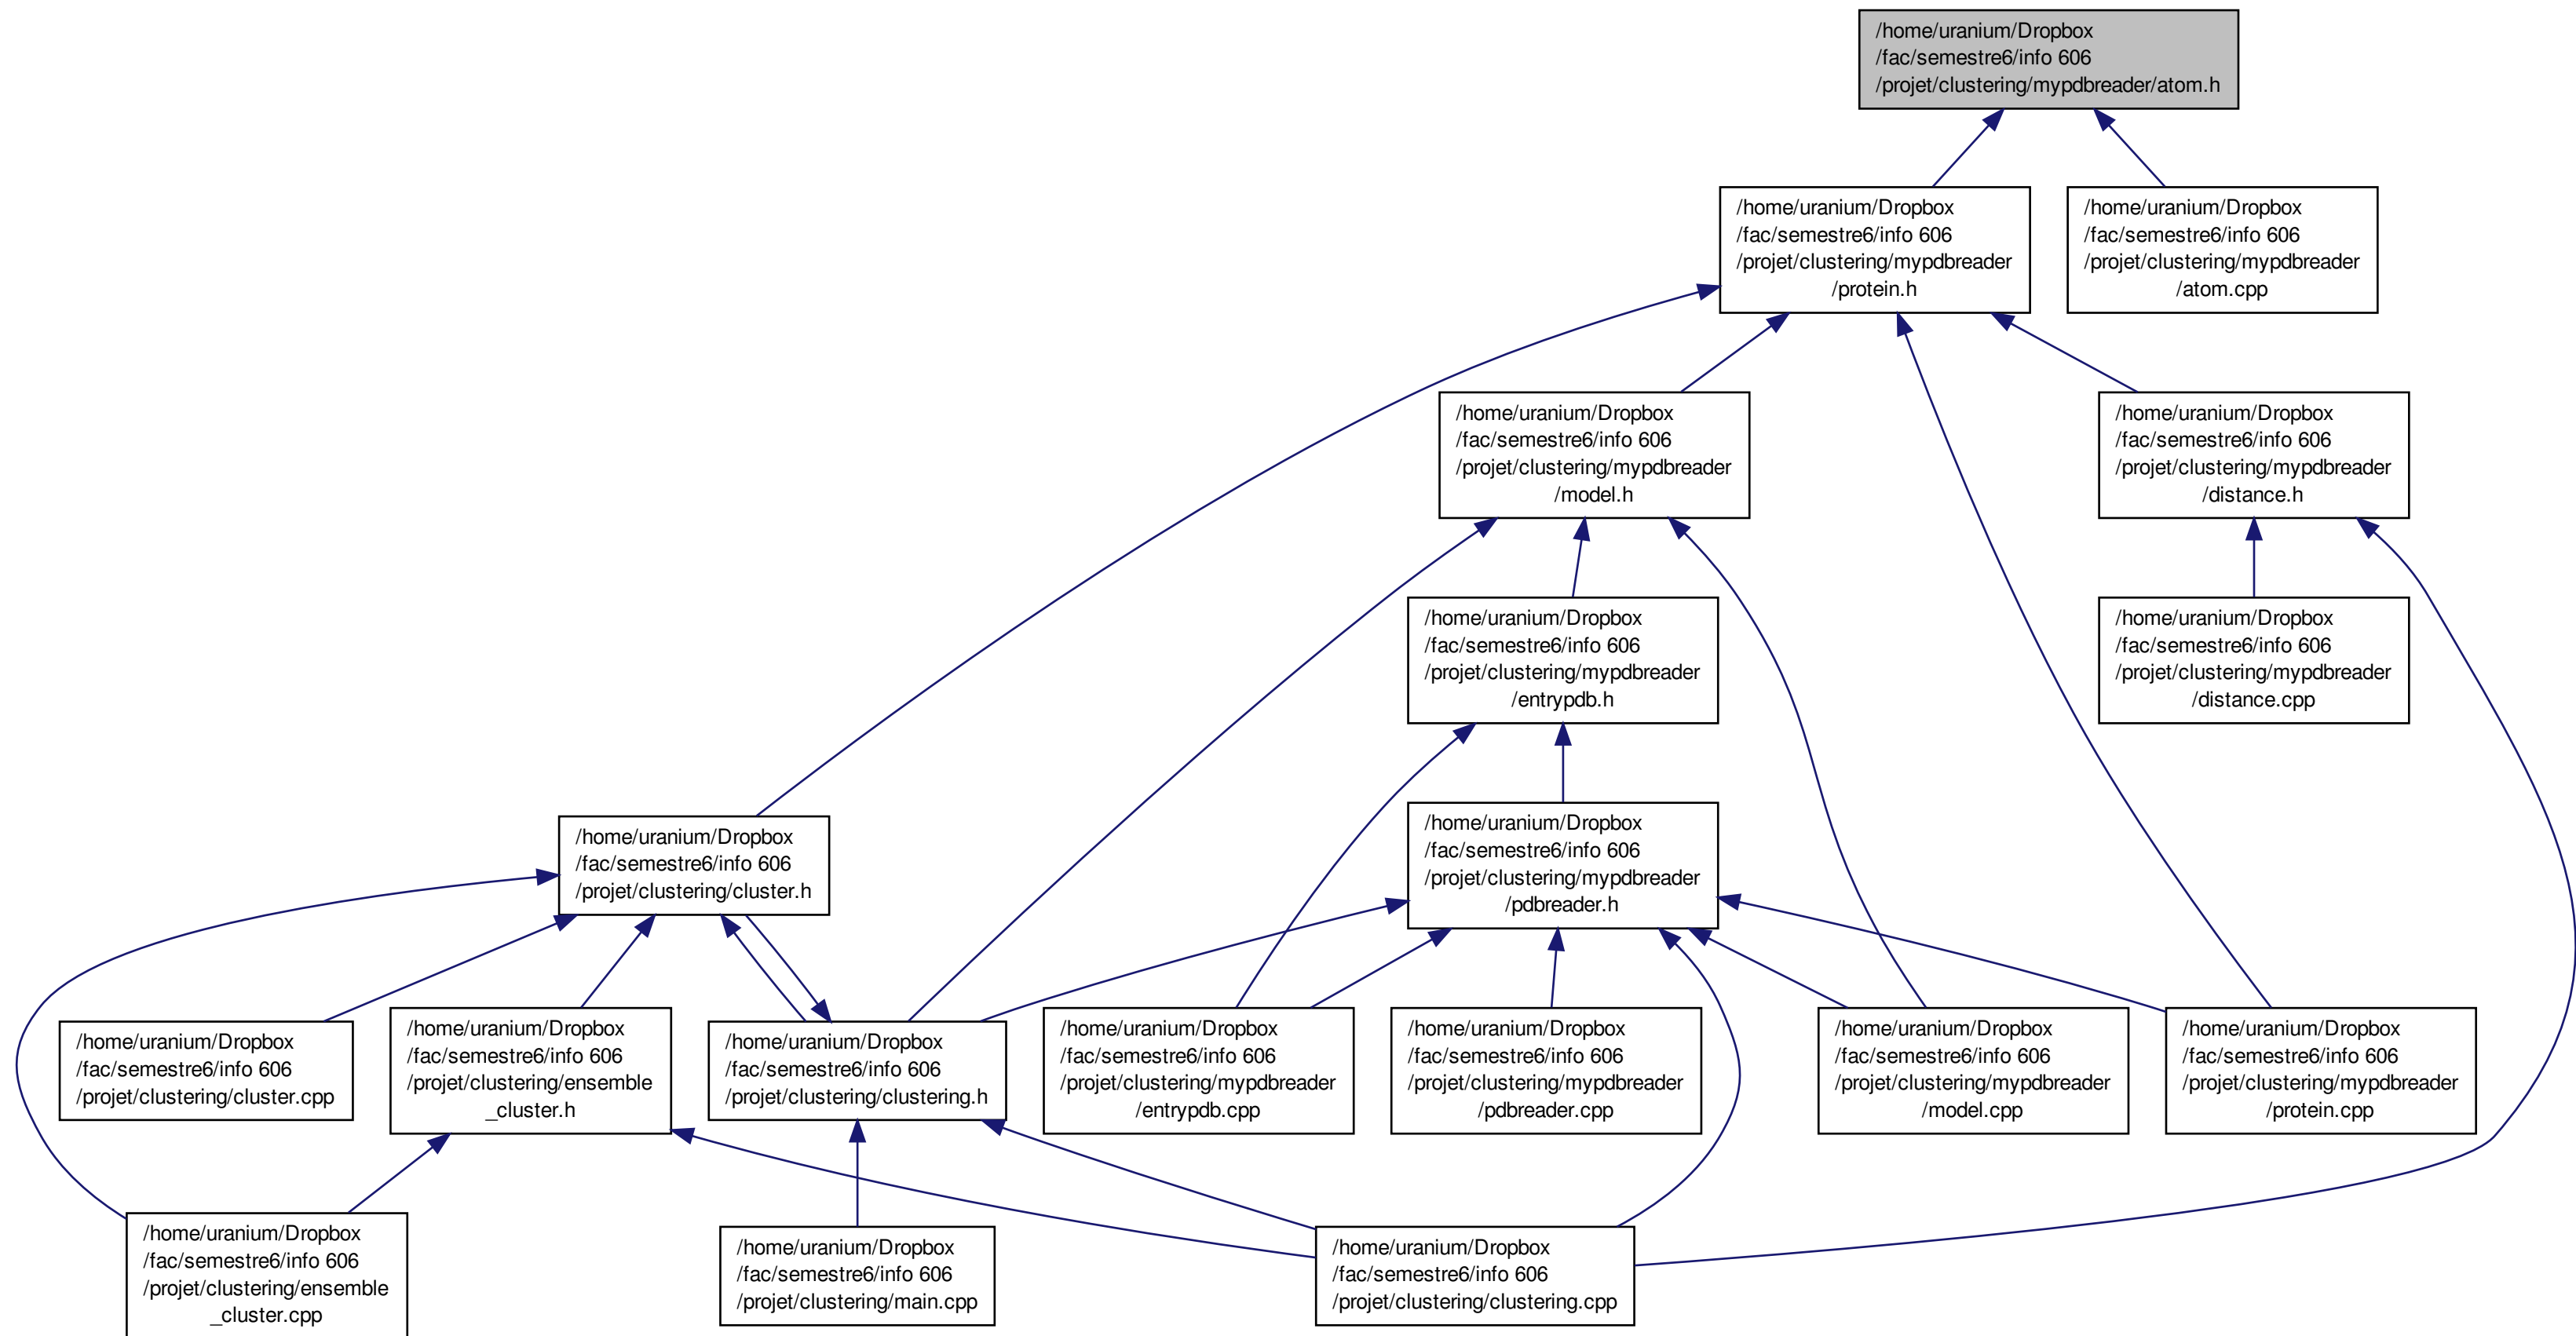 /home/uranium/Dropbox
/fac/semestre6/info 606
/projet/clustering/mypdbreader/atom.h
/home/uranium/Dropbox
/fac/semestre6/info 606
/projet/clustering/mypdbreader
/protein.h
/home/uranium/Dropbox
/fac/semestre6/info 606
/projet/clustering/mypdbreader
/atom.cpp
/home/uranium/Dropbox
/fac/semestre6/info 606
/projet/clustering/mypdbreader
/model.h
/home/uranium/Dropbox
/fac/semestre6/info 606
/projet/clustering/mypdbreader
/distance.h
/home/uranium/Dropbox
/fac/semestre6/info 606
/projet/clustering/mypdbreader
/entrypdb.h
/home/uranium/Dropbox
/fac/semestre6/info 606
/projet/clustering/mypdbreader
/distance.cpp
/home/uranium/Dropbox
/fac/semestre6/info 606
/projet/clustering/cluster.h
/home/uranium/Dropbox
/fac/semestre6/info 606
/projet/clustering/mypdbreader
/pdbreader.h
/home/uranium/Dropbox
/fac/semestre6/info 606
/projet/clustering/cluster.cpp
/home/uranium/Dropbox
/fac/semestre6/info 606
/projet/clustering/ensemble
_cluster.h
/home/uranium/Dropbox
/fac/semestre6/info 606
/projet/clustering/clustering.h
/home/uranium/Dropbox
/fac/semestre6/info 606
/projet/clustering/mypdbreader
/entrypdb.cpp
/home/uranium/Dropbox
/fac/semestre6/info 606
/projet/clustering/mypdbreader
/pdbreader.cpp
/home/uranium/Dropbox
/fac/semestre6/info 606
/projet/clustering/mypdbreader
/model.cpp
/home/uranium/Dropbox
/fac/semestre6/info 606
/projet/clustering/mypdbreader
/protein.cpp
/home/uranium/Dropbox
/fac/semestre6/info 606
/projet/clustering/ensemble
_cluster.cpp
/home/uranium/Dropbox
/fac/semestre6/info 606
/projet/clustering/main.cpp
/home/uranium/Dropbox
/fac/semestre6/info 606
/projet/clustering/clustering.cpp